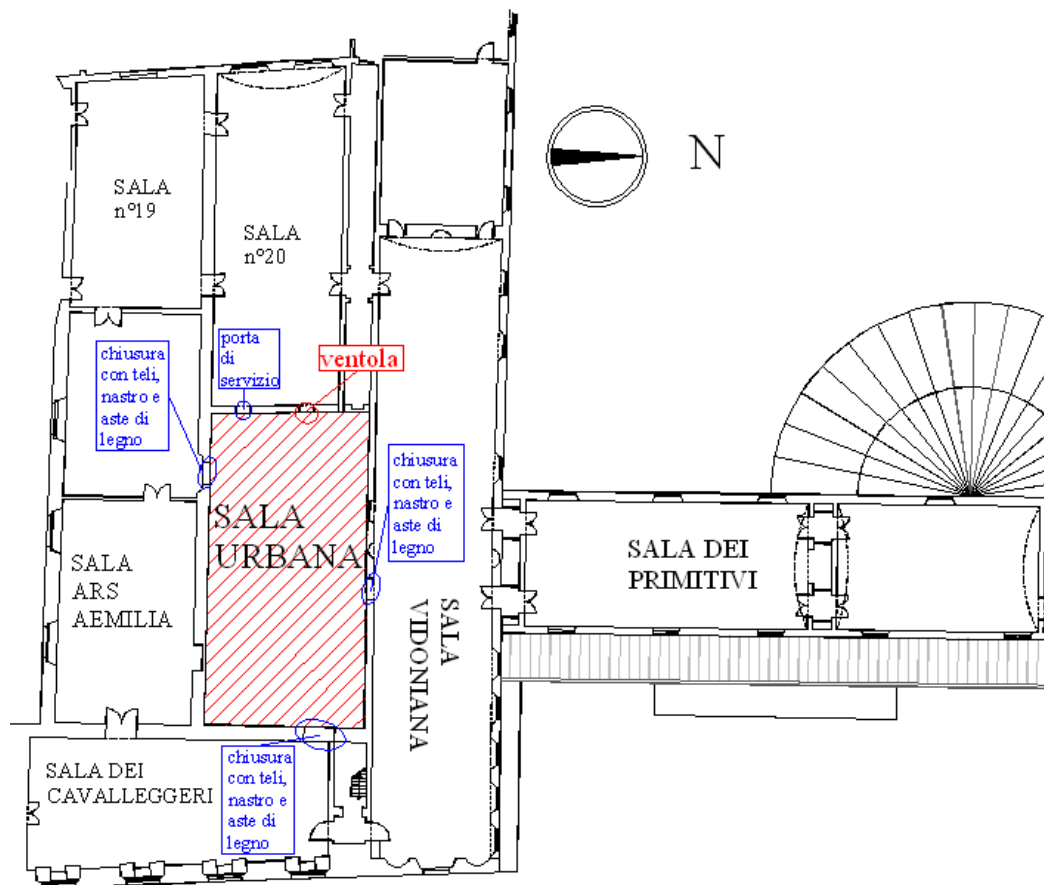 N
SALA
n°19
SALA
n°20
porta
di
servizio
ventola
chiusura
con teli,
nastro e
aste di
legno
chiusura
con teli,
nastro e
aste di
legno
SALA
URBANA
SALA DEI
PRIMITIVI
SALA
ARS
AEMILIA
SALA
VIDONIANA
SALA DEI
CAVALLEGGERI
chiusura
con teli,
nastro e
aste di
legno